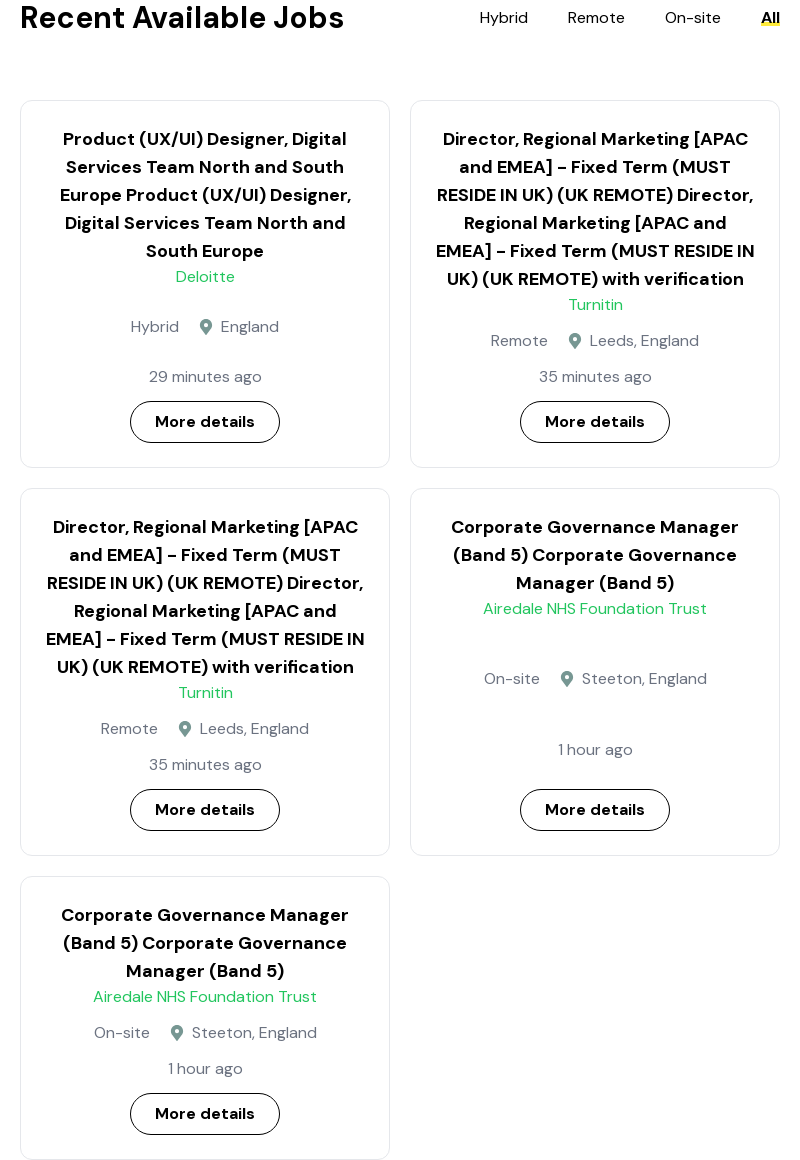 Recent Available Jobs
Hybrid Remote On-site All
Product (UX/UI) Designer, Digital
Services Team North and South
Europe Product (UX/UI) Designer,
Digital Services Team North and
South Europe
Deloitte
Hybrid England
29 minutes ago
More details
Director, Regional Marketing [APAC
and EMEA] – Fixed Term (MUST
RESIDE IN UK) (UK REMOTE) Director,
Regional Marketing [APAC and
EMEA] – Fixed Term (MUST RESIDE IN
UK) (UK REMOTE) with verification
Turnitin
Remote Leeds, England
35 minutes ago
More details
Director, Regional Marketing [APAC
and EMEA] – Fixed Term (MUST
RESIDE IN UK) (UK REMOTE) Director,
Regional Marketing [APAC and
EMEA] – Fixed Term (MUST RESIDE IN
UK) (UK REMOTE) with verification
Turnitin
Remote Leeds, England
35 minutes ago
More details
Corporate Governance Manager
(Band 5) Corporate Governance
Manager (Band 5)
Airedale NHS Foundation Trust
On-site Steeton, England
1 hour ago
More details
Corporate Governance Manager
(Band 5) Corporate Governance
Manager (Band 5)
Airedale NHS Foundation Trust
On-site Steeton, England
1 hour ago
More details